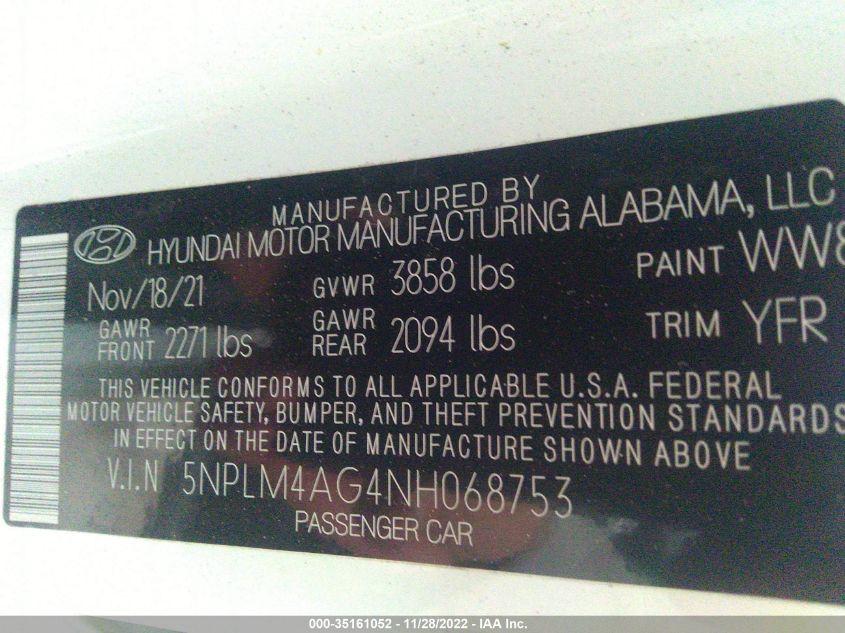 MANUFACTURED BY
HYUNDAI MOTOR MANUFACTURING ALABAMA, LLC
Nov/18/21 GVWR 3858 lbs PAINT WW8
GAWR FRONT 2271 lbs GAWR REAR 2094 lbs TRIM YFR
THIS VEHICLE CONFORMS TO ALL APPLICABLE U.S.A. FEDERAL
MOTOR VEHICLE SAFETY, BUMPER, AND THEFT PREVENTION STANDARDS
IN EFFECT ON THE DATE OF MANUFACTURE SHOWN ABOVE
V.I.N 5NPLM4AG4NH068753
PASSENGER CAR
000-35161052 - 11/28/2022 - IAA Inc.